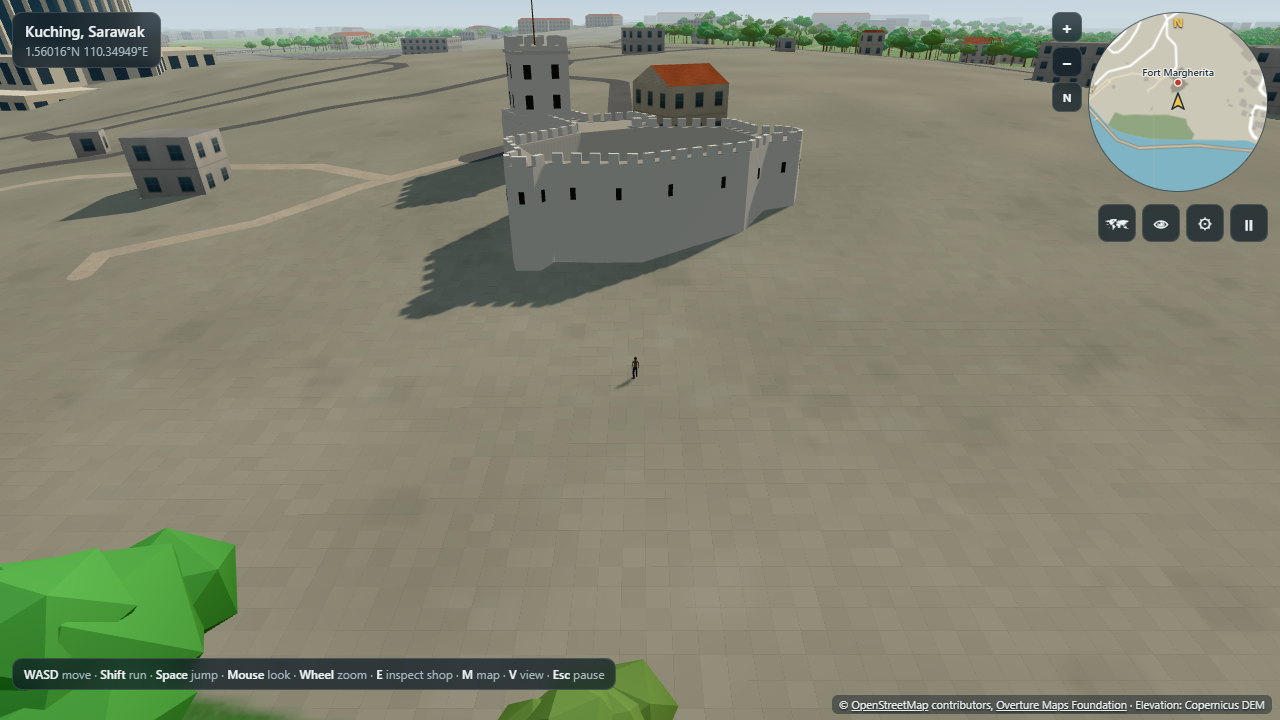 Kuching, Sarawak
1.56016°N 110.34949°E
+
−
N
N
Fort Margherita
WASD move · Shift run · Space jump · Mouse look · Wheel zoom · E inspect shop · M map · V view · Esc pause
© OpenStreetMap contributors, Overture Maps Foundation · Elevation: Copernicus DEM